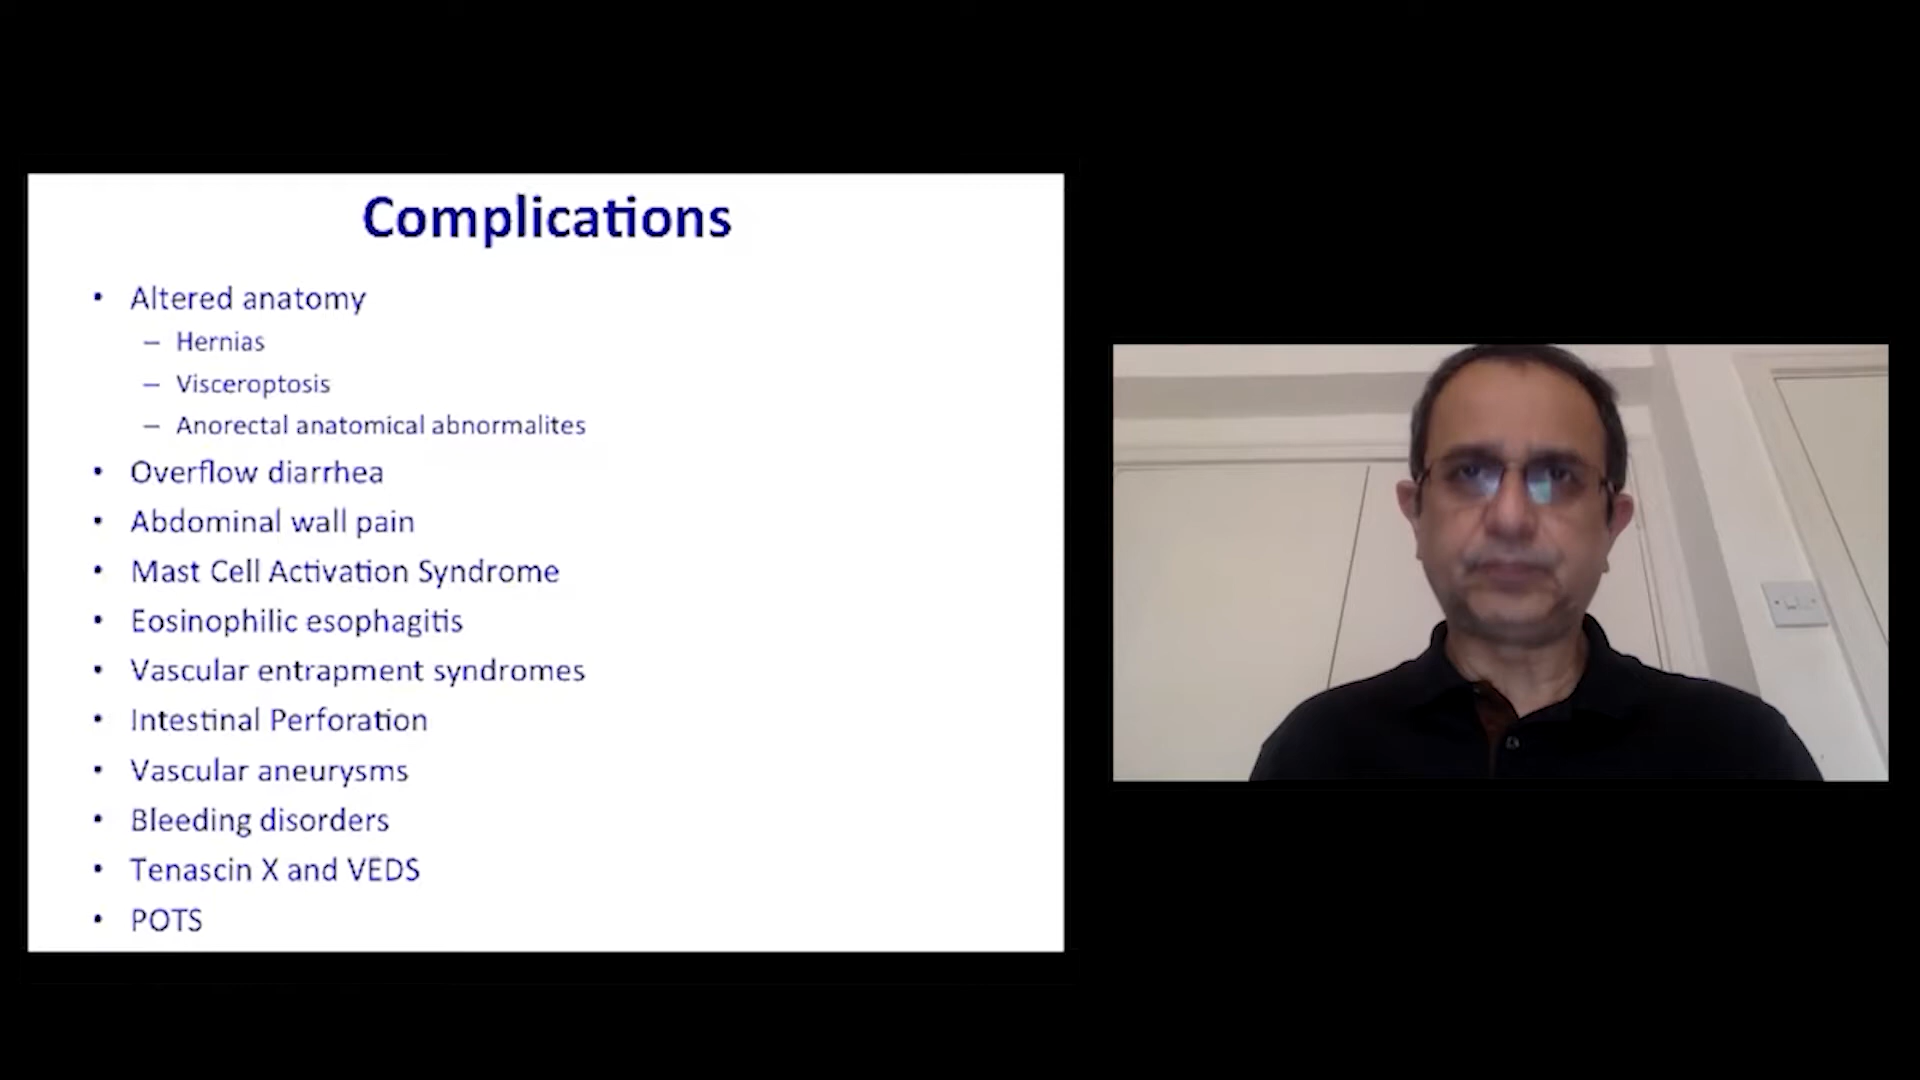 Complications
• Altered anatomy
– Hernias
– Visceroptosis
– Anorectal anatomical abnormalites
• Overflow diarrhea
• Abdominal wall pain
• Mast Cell Activation Syndrome
• Eosinophilic esophagitis
• Vascular entrapment syndromes
• Intestinal Perforation
• Vascular aneurysms
• Bleeding disorders
• Tenascin X and VEDS
• POTS